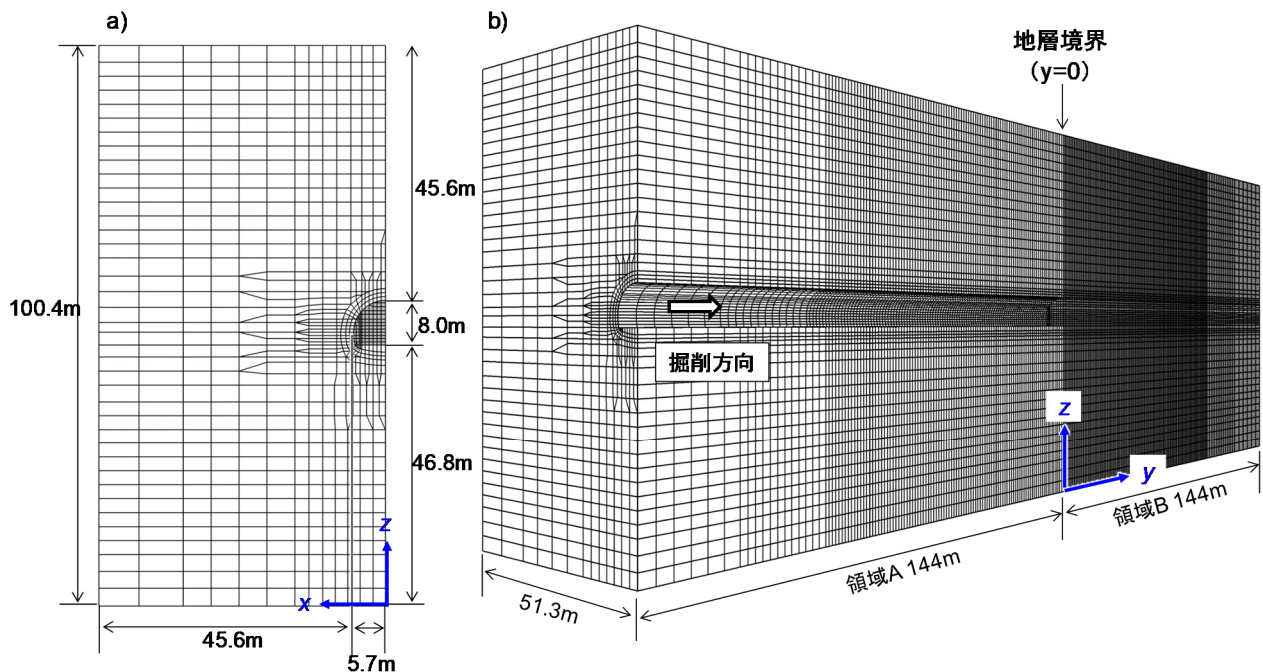 a)
100.4m
45.6m
8.0m
46.8m
z
x
45.6m
5.7m
b)
地層境界
（y=0）
掘削方向
z
y
51.3m
領域A 144m
領域B 144m